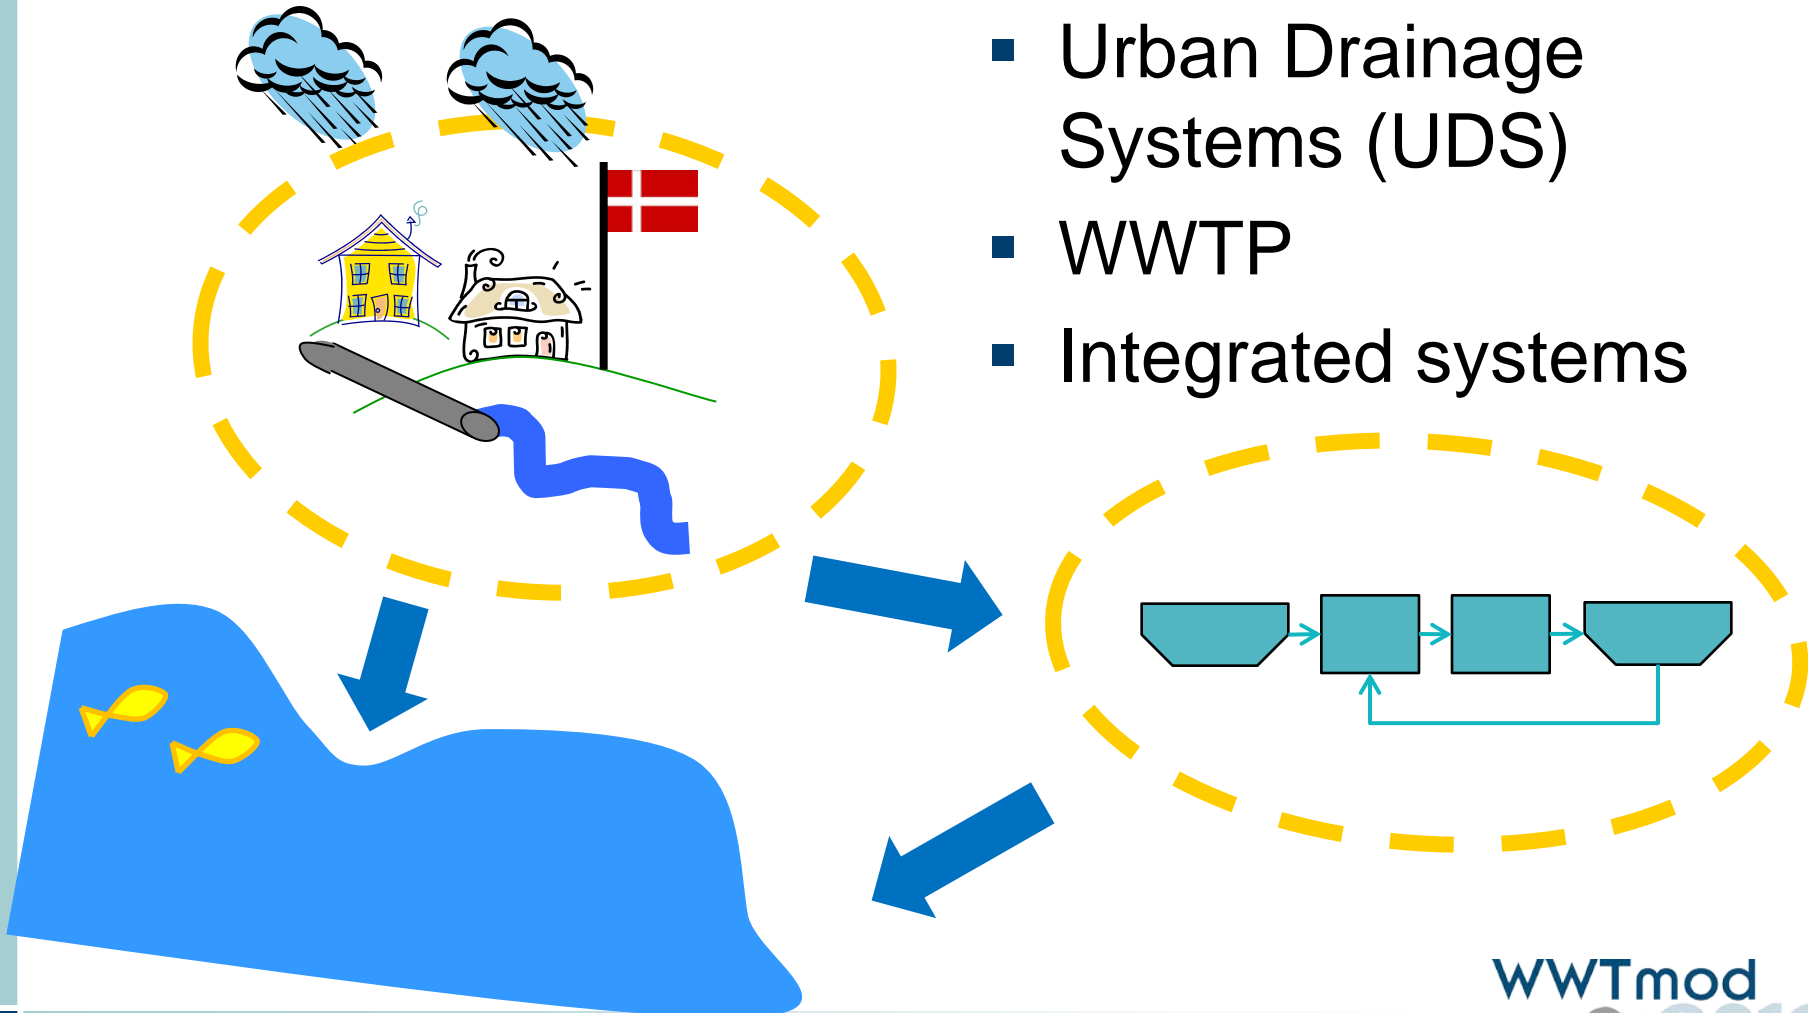 Urban Drainage
Systems (UDS)
WWTP
Integrated systems
WWTmod